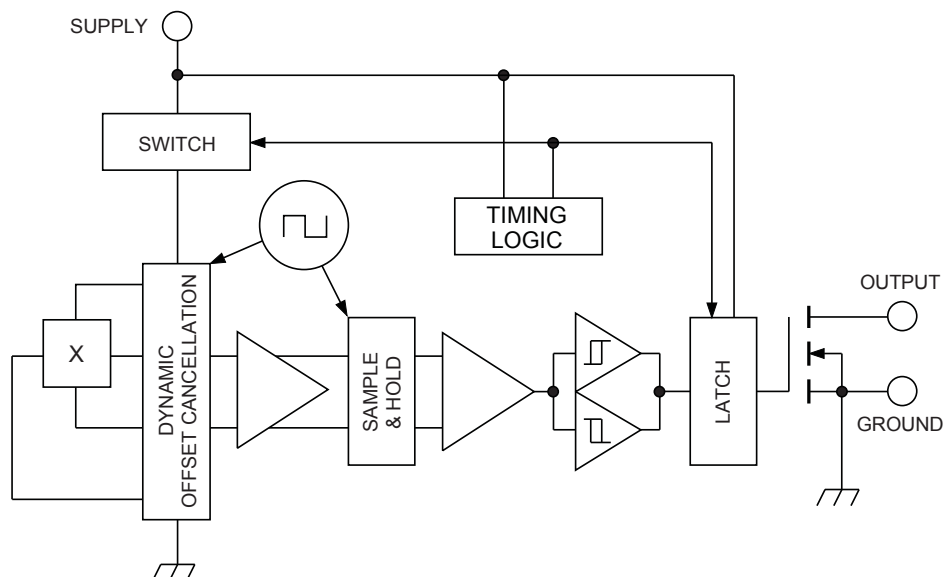 SUPPLY
SWITCH
TIMING
LOGIC
X
DYNAMIC
OFFSET CANCELLATION
SAMPLE
& HOLD
LATCH
OUTPUT
GROUND